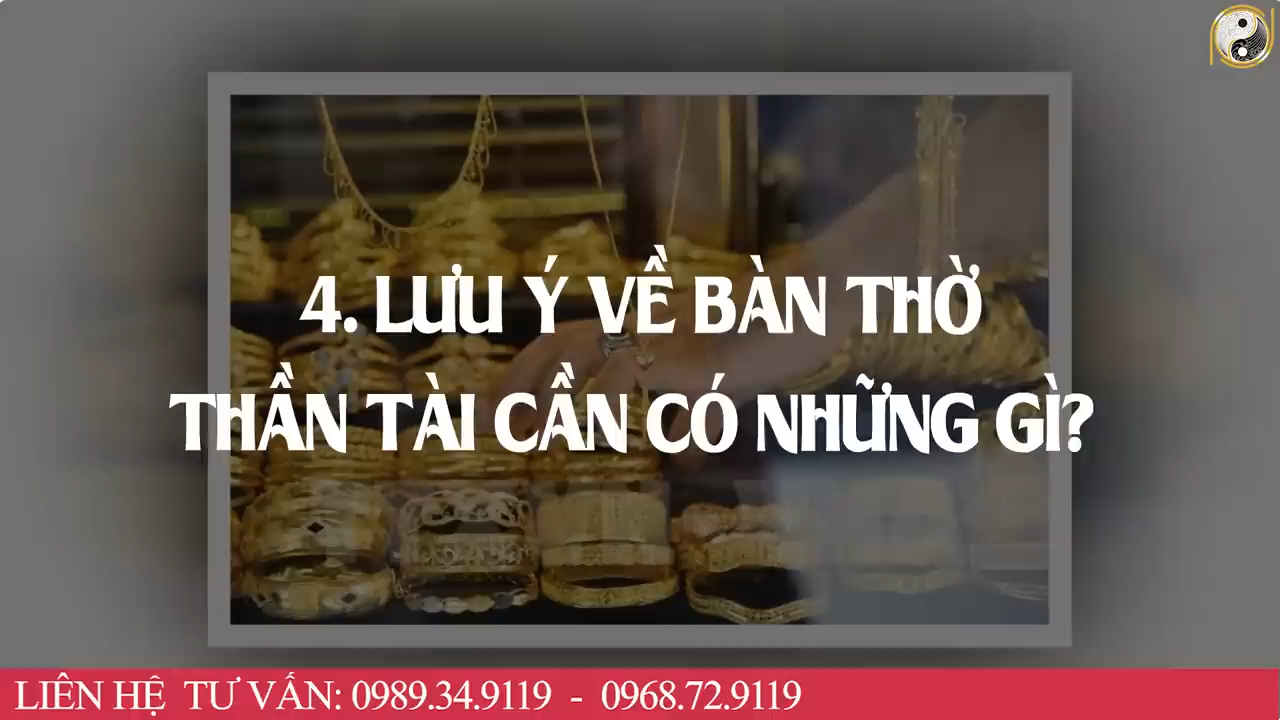 4. LƯU Ý VỀ BÀN THỜ
THẦN TÀI CẦN CÓ NHỮNG GÌ?
LIÊN HỆ TƯ VẤN: 0989.34.9119 - 0968.72.9119